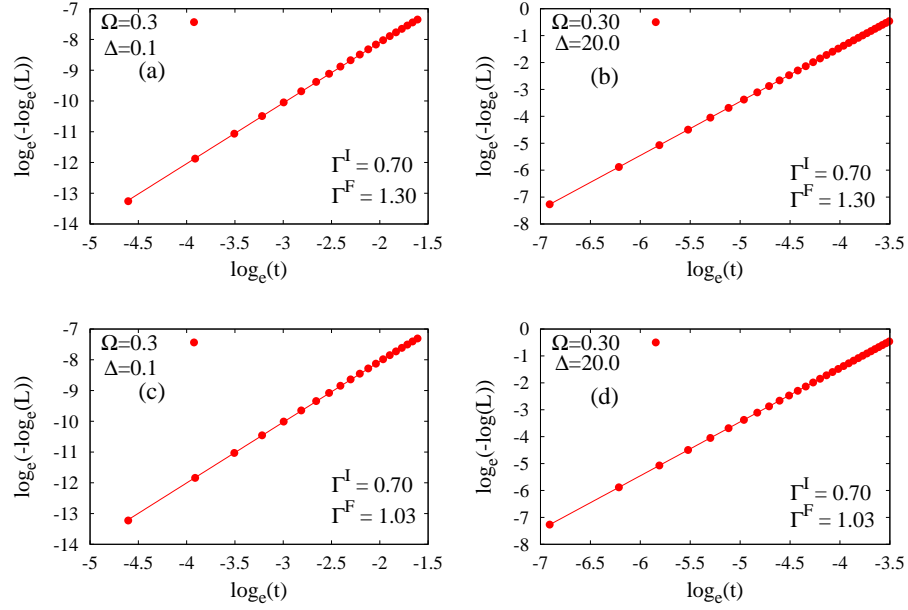 -7
-8
-9
-10
-11
-12
-13
-14
log_e(-log_e(L))
Ω=0.3
Δ=0.1
(a)
Γ^I = 0.70
Γ^F = 1.30
-5 -4.5 -4 -3.5 -3 -2.5 -2 -1.5
log_e(t)
0
-1
-2
-3
-4
-5
-6
-7
-8
log_e(-log_e(L))
Ω=0.30
Δ=20.0
(b)
Γ^I = 0.70
Γ^F = 1.30
-7 -6.5 -6 -5.5 -5 -4.5 -4 -3.5
log_e(t)
-7
-8
-9
-10
-11
-12
-13
-14
log_e(-log_e(L))
Ω=0.3
Δ=0.1
(c)
Γ^I = 0.70
Γ^F = 1.03
-5 -4.5 -4 -3.5 -3 -2.5 -2 -1.5
log_e(t)
0
-1
-2
-3
-4
-5
-6
-7
-8
log_e(-log(L))
Ω=0.30
Δ=20.0
(d)
Γ^I = 0.70
Γ^F = 1.03
-7 -6.5 -6 -5.5 -5 -4.5 -4 -3.5
log_e(t)